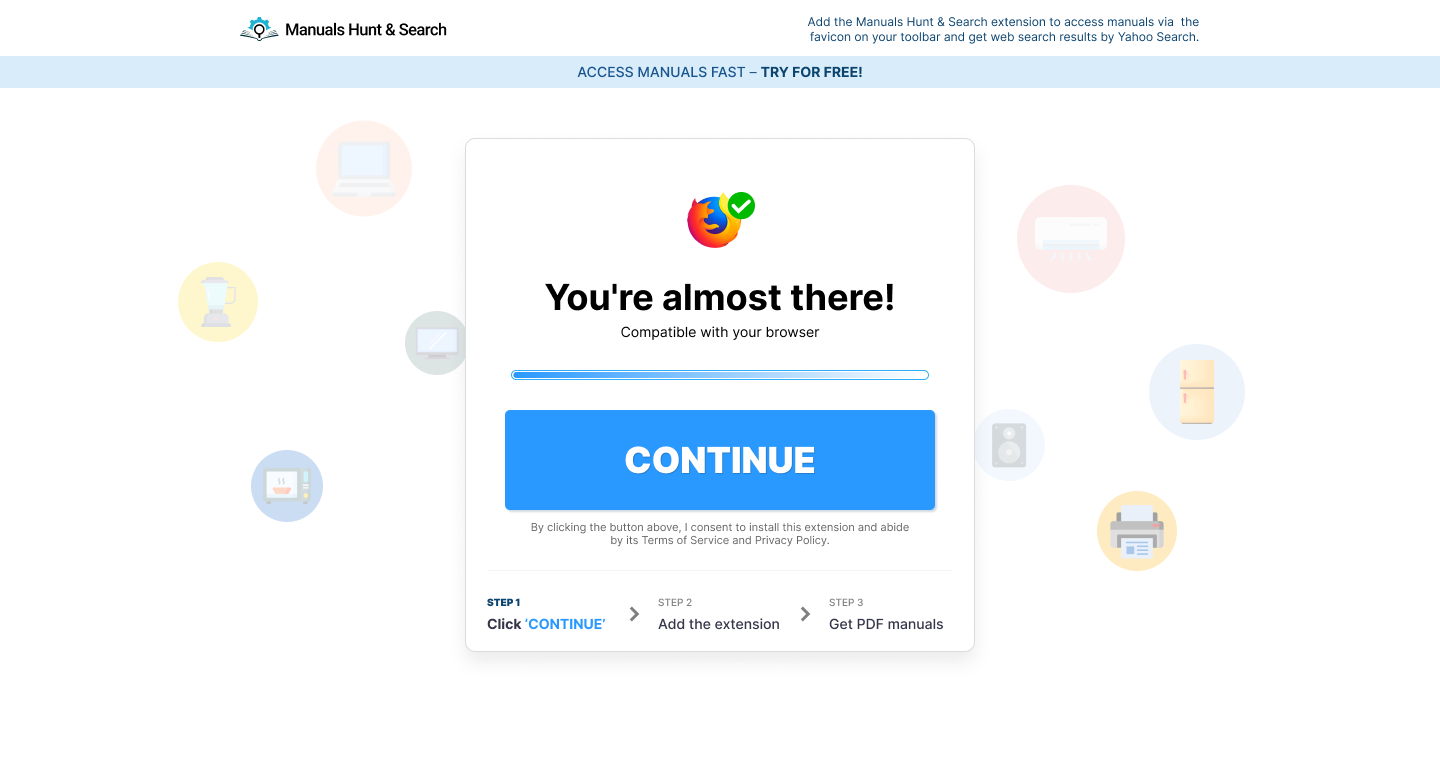 Manuals Hunt & Search
Add the Manuals Hunt & Search extension to access manuals via the
favicon on your toolbar and get web search results by Yahoo Search.
ACCESS MANUALS FAST – TRY FOR FREE!
You're almost there!
Compatible with your browser
CONTINUE
By clicking the button above, I consent to install this extension and abide
by its Terms of Service and Privacy Policy.
STEP 1
Click ‘CONTINUE’
STEP 2
Add the extension
STEP 3
Get PDF manuals